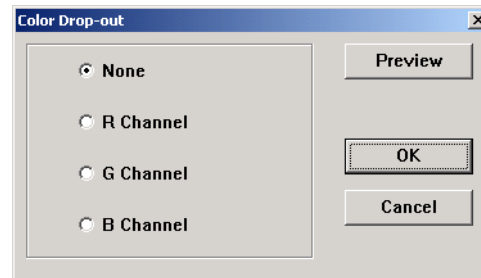 Color Drop-out
None
R Channel
G Channel
B Channel
Preview
OK
Cancel